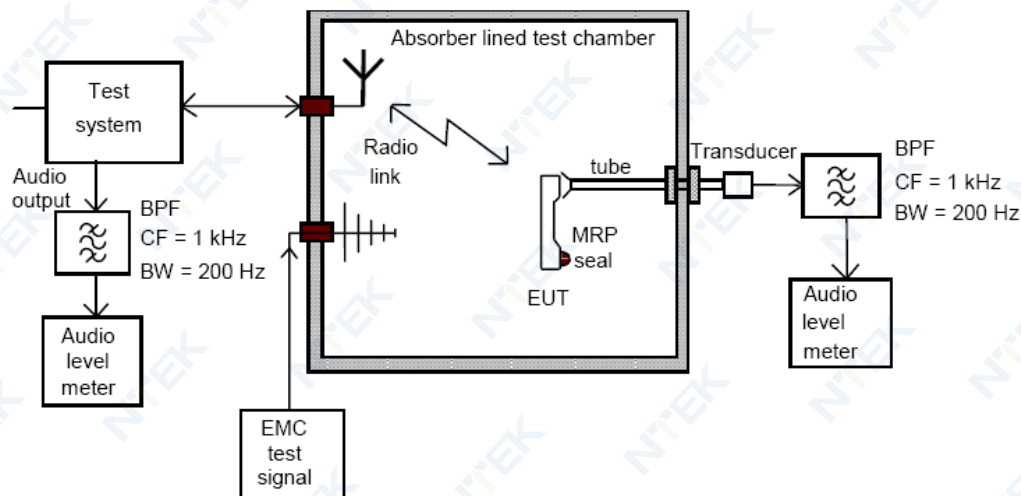 Absorber lined test chamber
Test
system
Radio
link
Audio
output
BPF
CF = 1 kHz
BW = 200 Hz
Audio
level
meter
EMC
test
signal
tube
MRP
seal
EUT
Transducer
BPF
CF = 1 kHz
BW = 200 Hz
Audio
level
meter
NTEK